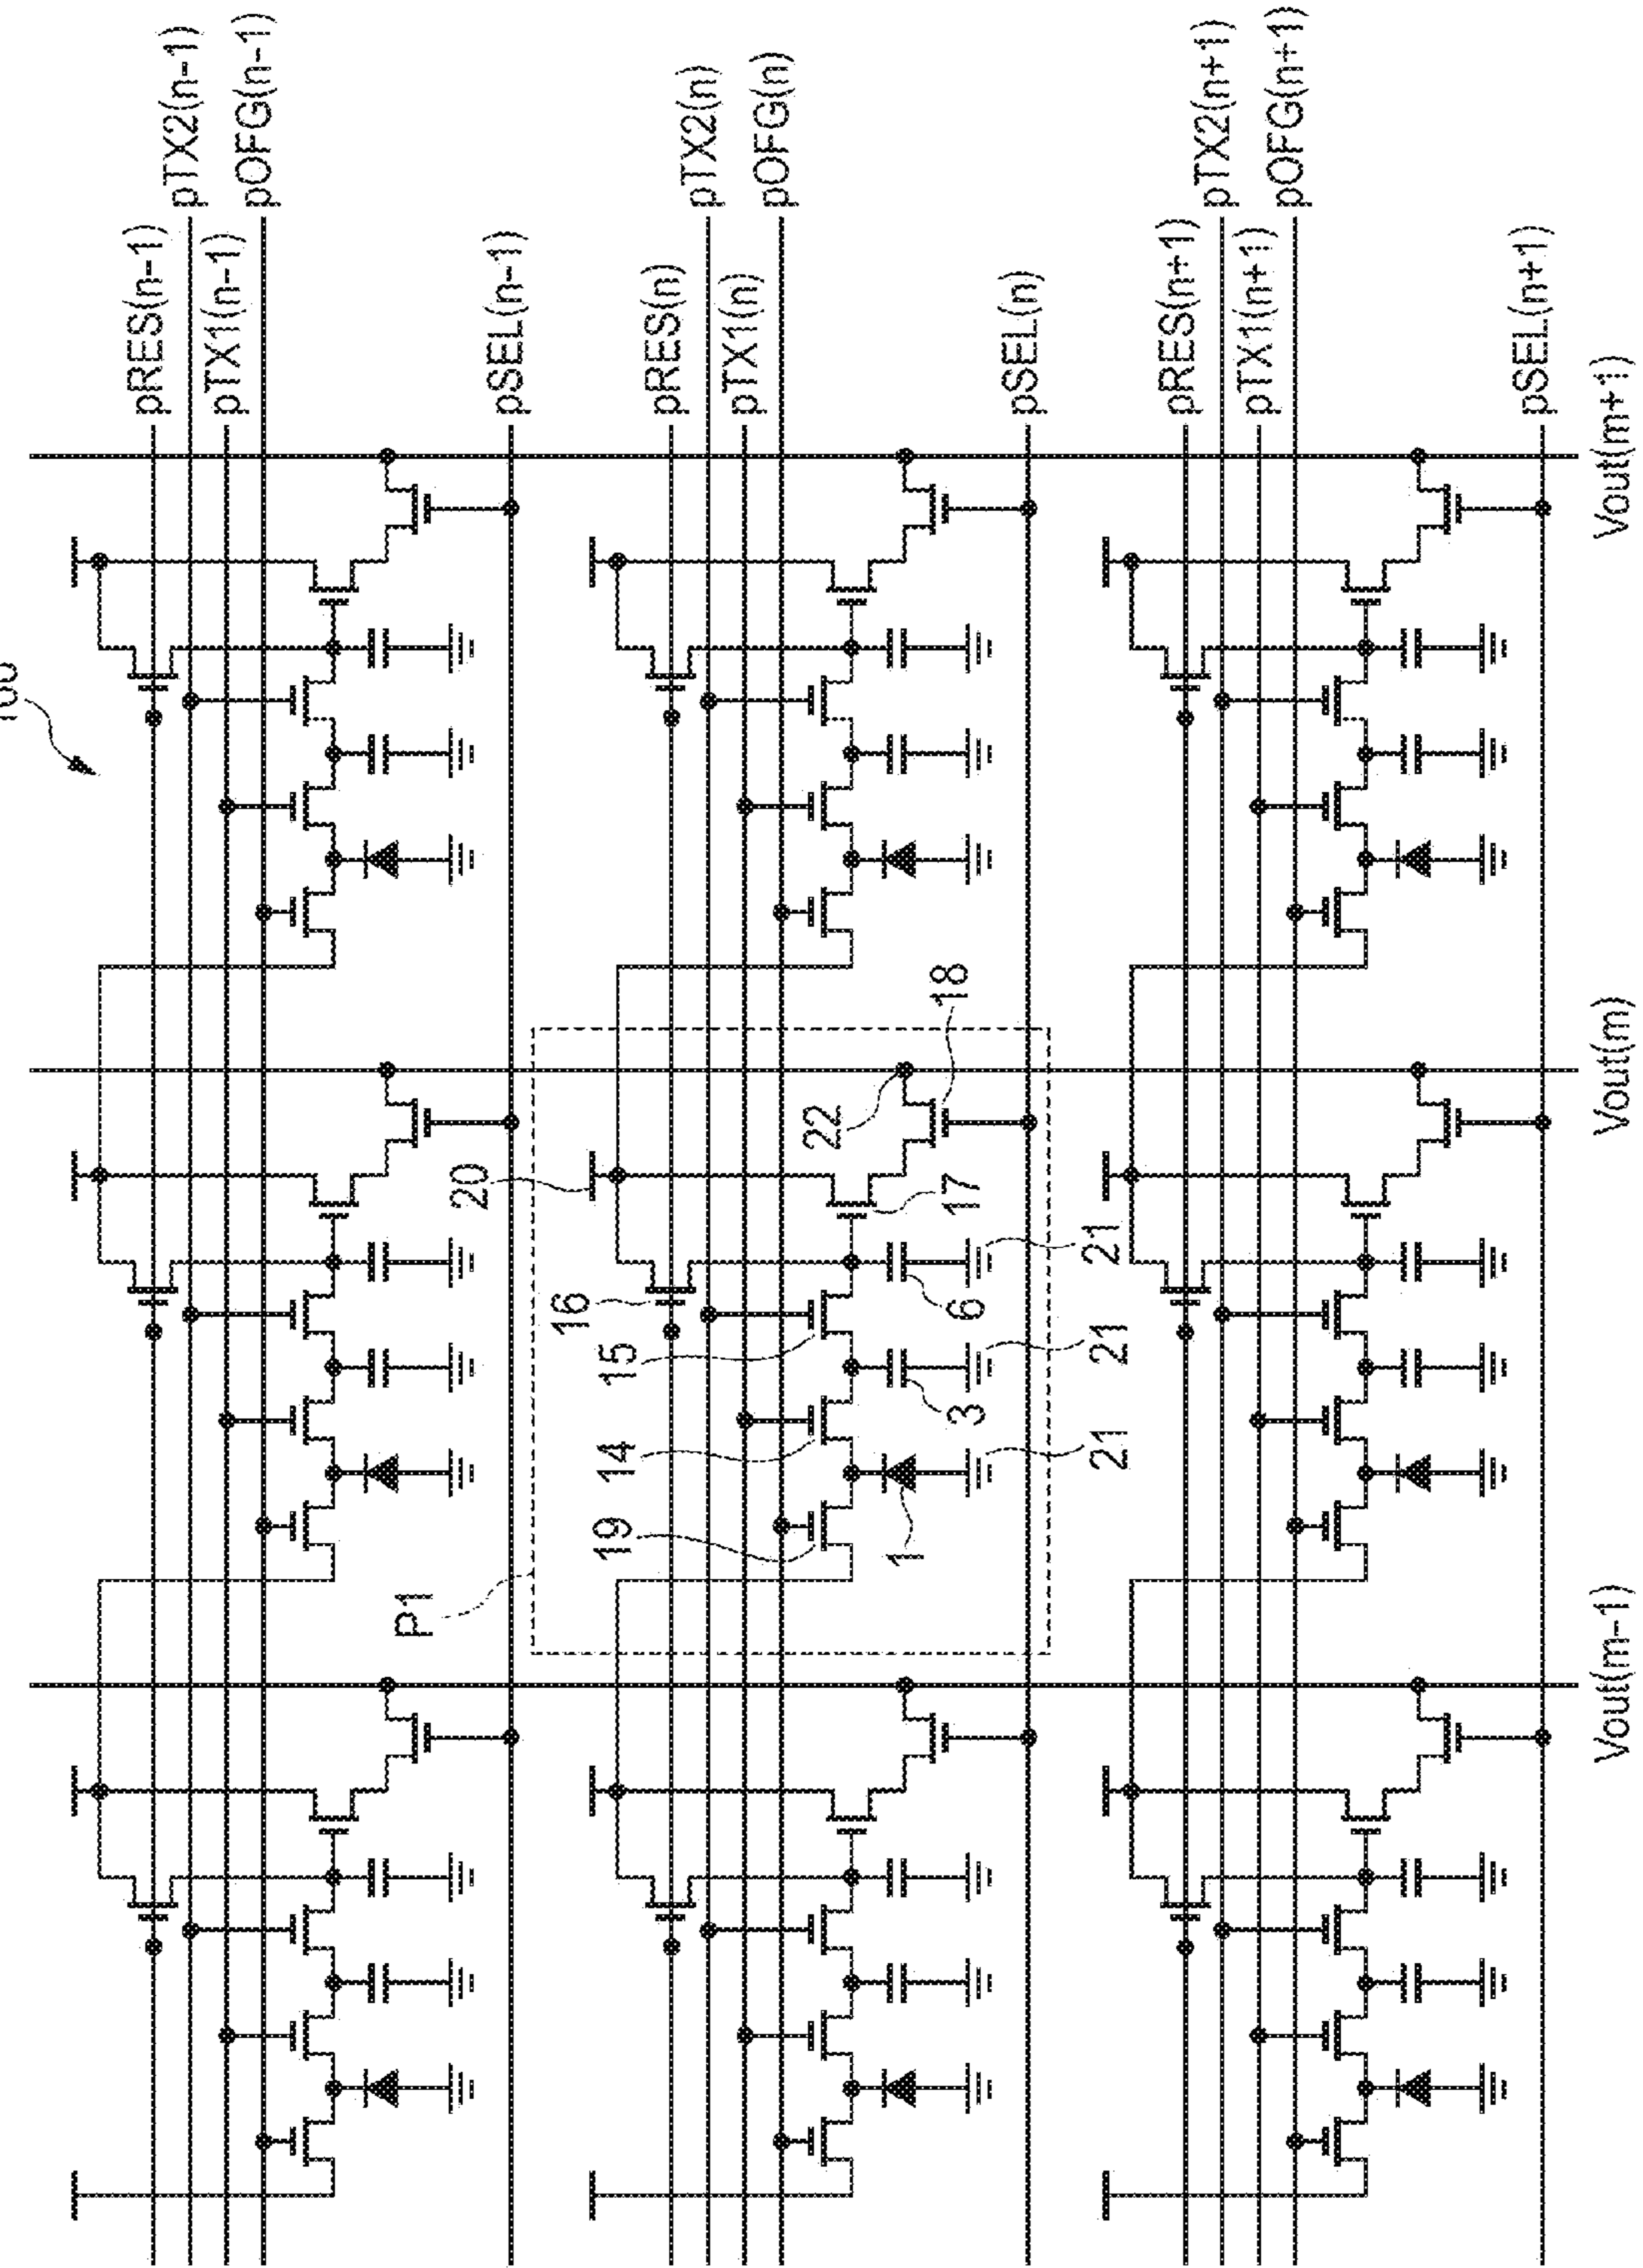 pRES(n-1)
pTX2(n-1)
pTX1(n-1)
pOFG(n-1)
pSEL(n-1)
pRES(n)
pTX2(n)
pTX1(n)
pOFG(n)
pSEL(n)
pRES(n+1)
pTX2(n+1)
pTX1(n+1)
pOFG(n+1)
pSEL(n+1)
Vout(m+1)
Vout(m)
Vout(m-1)
P1
20
16
15
14
19
22
18
17
6
3
1
21
21
21